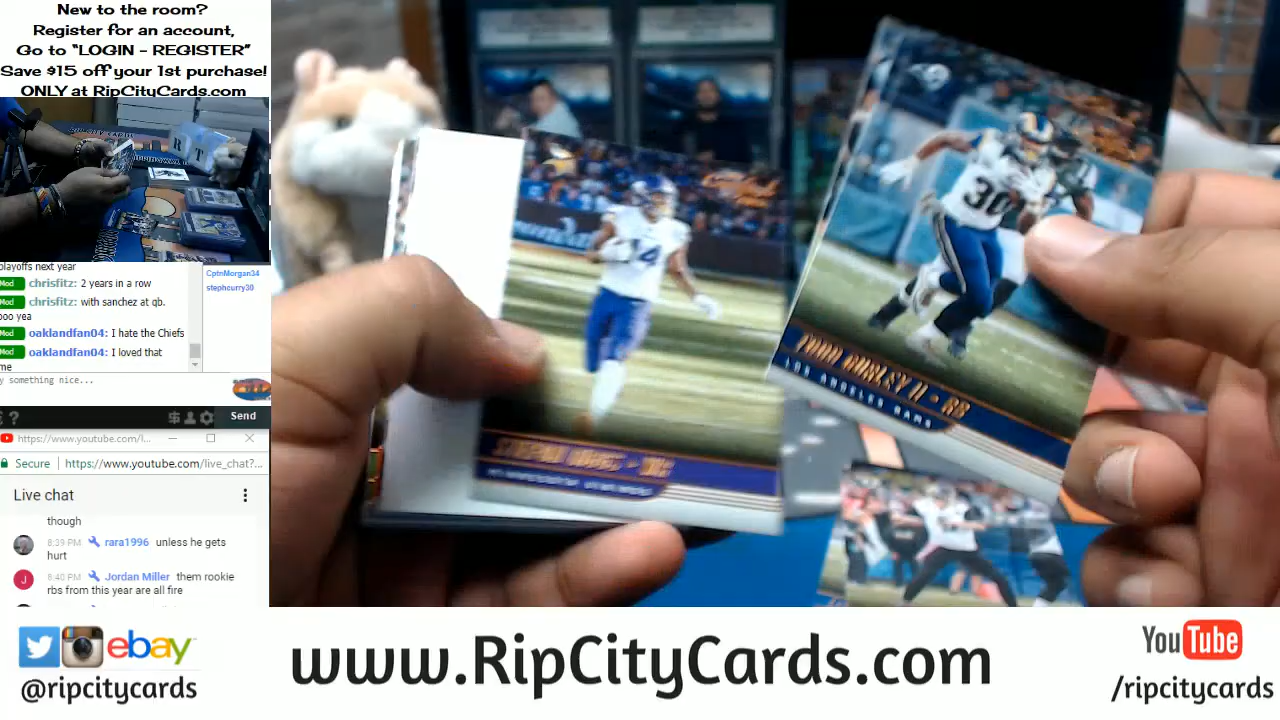 New to the room?
Register for an account,
Go to "LOGIN - REGISTER"
Save $15 off your 1st purchase!
ONLY at RipCityCards.com
playoffs next year
Mod chrisfitz: 2 years in a row
Mod chrisfitz: with sanchez at qb.
ooo yea
Mod oaklandfan04: I hate the Chiefs
Mod oaklandfan04: I loved that
me
CptnMorgan34
stephcurry30
y something nice...
Send
https://www.youtube.com/l...
Secure https://www.youtube.com/live_chat?...
Live chat
though
8:39 PM rara1996 unless he gets
hurt
J 8:40 PM Jordan Miller them rookie
rbs from this year are all fire
14
30
TODD GURLEY II • RB
LOS ANGELES RAMS
ebay
@ripcitycards
www.RipCityCards.com
YouTube
/ripcitycards